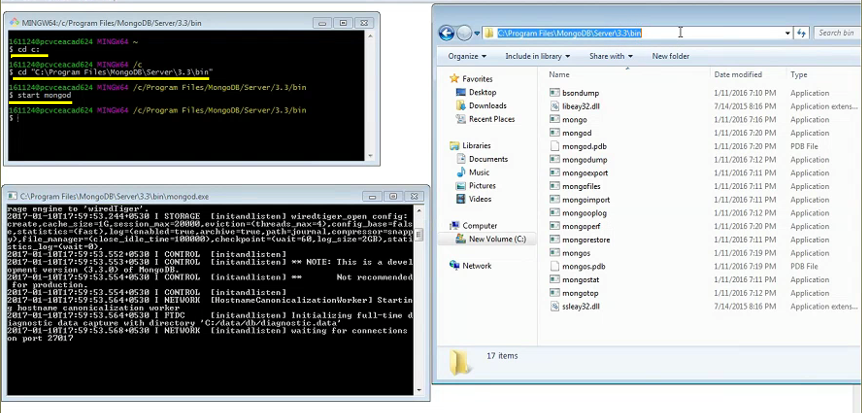 MINGW64:/c/Program Files/MongoDB/Server/3.3/bin
1611240@pcvceacad624 MINGW64 ~
$ cd c:
1611240@pcvceacad624 MINGW64 /c
$ cd "C:\Program Files\MongoDB\Server\3.3\bin"
1611240@pcvceacad624 MINGW64 /c/Program Files/MongoDB/Server/3.3/bin
$ start mongod
1611240@pcvceacad624 MINGW64 /c/Program Files/MongoDB/Server/3.3/bin
$
C:\Program Files\MongoDB\Server\3.3\bin\mongod.exe
rage engine to 'wiredTiger'.
2017-01-10T17:59:53.244+0530 I STORAGE [initandlisten] wiredtiger_open config:
create,cache_size=1G,session_max=20000,eviction=(threads_max=4),config_base=fals
e,statistics=(fast),log=(enabled=true,archive=true,path=journal,compressor=snapp
y),file_manager=(close_idle_time=100000),checkpoint=(wait=60,log_size=2GB),stati
stics_log=(wait=0),
2017-01-10T17:59:53.552+0530 I CONTROL [initandlisten]
2017-01-10T17:59:53.553+0530 I CONTROL [initandlisten] ** NOTE: This is a devel
opment version (3.3.0) of MongoDB.
2017-01-10T17:59:53.554+0530 I CONTROL [initandlisten] ** Not recommended
for production.
2017-01-10T17:59:53.554+0530 I CONTROL [initandlisten]
2017-01-10T17:59:53.564+0530 I NETWORK [HostnameCanonicalizationWorker] Startin
g hostname canonicalization worker
2017-01-10T17:59:53.564+0530 I FTDC [initandlisten] Initializing full-time d
iagnostic data capture with directory 'C:/data/db/diagnostic.data'
2017-01-10T17:59:53.568+0530 I NETWORK [initandlisten] waiting for connections
on port 27017
C:\Program Files\MongoDB\Server\3.3\bin
Search bin
Organize Include in library Share with New folder
Favorites
Desktop
Downloads
Recent Places
Libraries
Documents
Music
Pictures
Videos
Computer
New Volume (C:)
Network
Name Date modified Type
bsondump 1/11/2016 7:10 PM Application
libeay32.dll 7/14/2015 8:16 PM Application extens...
mongo 1/11/2016 7:16 PM Application
mongod 1/11/2016 7:20 PM Application
mongod.pdb 1/11/2016 7:20 PM PDB File
mongodump 1/11/2016 7:12 PM Application
mongoexport 1/11/2016 7:11 PM Application
mongofiles 1/11/2016 7:11 PM Application
mongoimport 1/11/2016 7:11 PM Application
mongooplog 1/11/2016 7:12 PM Application
mongoperf 1/11/2016 7:21 PM Application
mongorestore 1/11/2016 7:11 PM Application
mongos 1/11/2016 7:19 PM Application
mongos.pdb 1/11/2016 7:19 PM PDB File
mongostat 1/11/2016 7:11 PM Application
mongotop 1/11/2016 7:12 PM Application
ssleay32.dll 7/14/2015 8:16 PM Application extens...
17 items